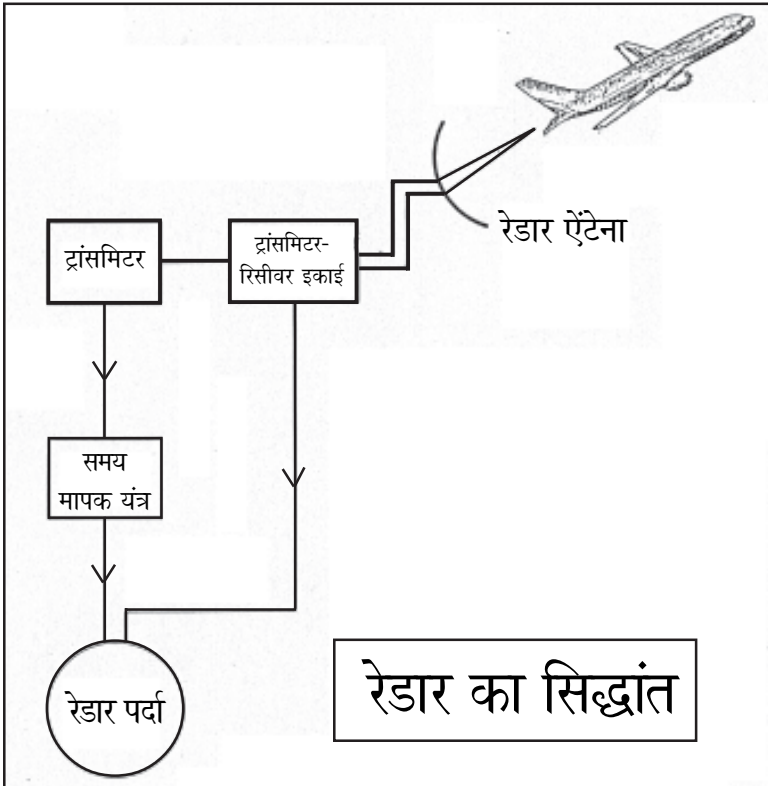 रेडार ऐंटेना
ट्रांसमिटर
ट्रांसमिटर-
रिसीवर इकाई
समय
मापक यंत्र
रेडार पर्दा
रेडार का सिद्धांत